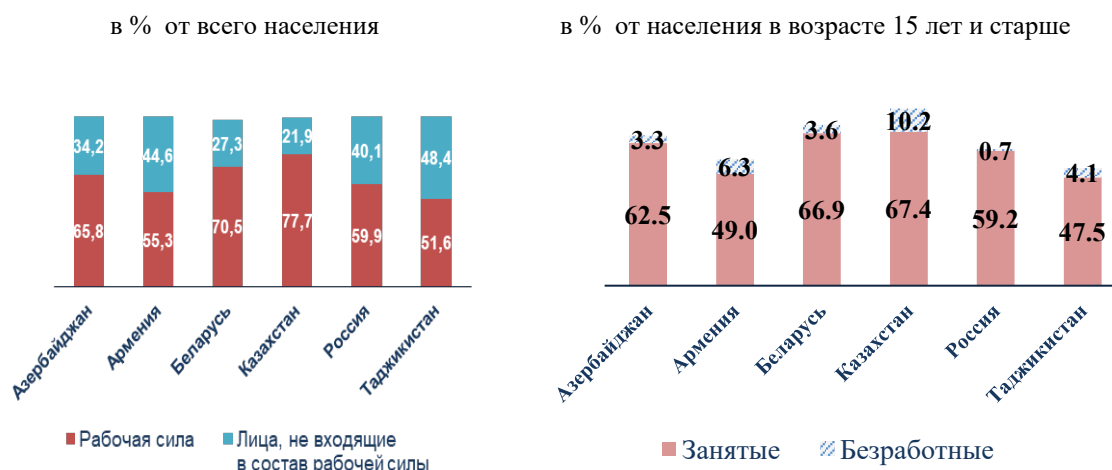 в % от всего населения
34,2
44,6
27,3
21,9
40,1
48,4
65,8
55,3
70,5
77,7
59,9
51,6
Азербайджан
Армения
Беларусь
Казахстан
Россия
Таджикистан
Рабочая сила
Лица, не входящие
в состав рабочей силы
в % от населения в возрасте 15 лет и старше
3.3
6.3
3.6
10.2
0.7
4.1
62.5
49.0
66.9
67.4
59.2
47.5
Азербайджан
Армения
Беларусь
Казахстан
Россия
Таджикистан
Занятые
Безработные